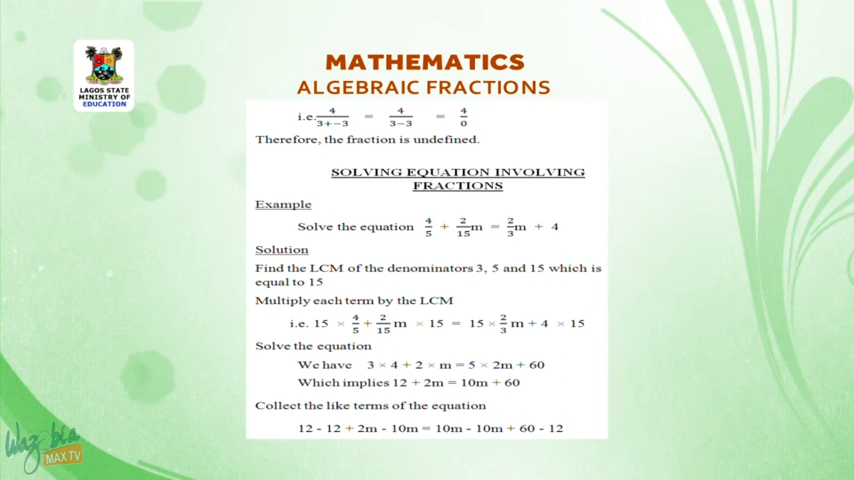 LAGOS STATE
MINISTRY OF
EDUCATION
MATHEMATICS
ALGEBRAIC FRACTIONS
i.e. 4/(3+−3) = 4/(3−3) = 4/0
Therefore, the fraction is undefined.
SOLVING EQUATION INVOLVING
FRACTIONS
Example
Solve the equation 4/5 + 2/15 m = 2/3 m + 4
Solution
Find the LCM of the denominators 3, 5 and 15 which is
equal to 15
Multiply each term by the LCM
i.e. 15 × 4/5 + 2/15 m × 15 = 15 × 2/3 m + 4 × 15
Solve the equation
We have 3 × 4 + 2 × m = 5 × 2m + 60
Which implies 12 + 2m = 10m + 60
Collect the like terms of the equation
12 - 12 + 2m - 10m = 10m - 10m + 60 - 12
Wazobia
MAX TV